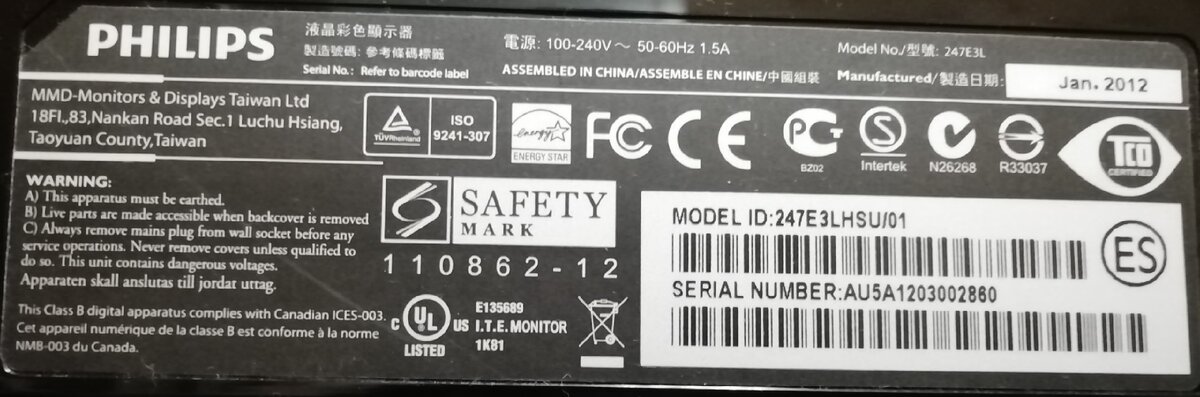 PHILIPS
液晶彩色顯示器
製造號碼: 參考條碼標籤
Serial No.: Refer to barcode label
電源: 100-240V～ 50-60Hz 1.5A
ASSEMBLED IN CHINA/ASSEMBLE EN CHINE/中國組裝
Model No./型號: 247E3L
Manufactured/製造日期:
Jan. 2012
MMD-Monitors & Displays Taiwan Ltd
18Fl.,83,Nankan Road Sec.1 Luchu Hsiang,
Taoyuan County,Taiwan
TÜVRheinland
ISO
9241-307
energy
ENERGY STAR
FC
CE
PG
BZ02
S
Intertek
N26268
R33037
TCO
CERTIFIED
WARNING:
A) This apparatus must be earthed.
B) Live parts are made accessible when backcover is removed
C) Always remove mains plug from wall socket before any
service operations. Never remove covers unless qualified to
do so. This unit contains dangerous voltages.
Apparaten skall anslutas till jordat uttag.
This Class B digital apparatus complies with Canadian ICES-003.
Cet appareil numérique de la classe B est conforme à la norme
NMB-003 du Canada.
SAFETY
MARK
110862-12
C UL US
LISTED
E135689
I.T.E. MONITOR
1K81
MODEL ID:247E3LHSU/01
SERIAL NUMBER:AU5A1203002860
ES